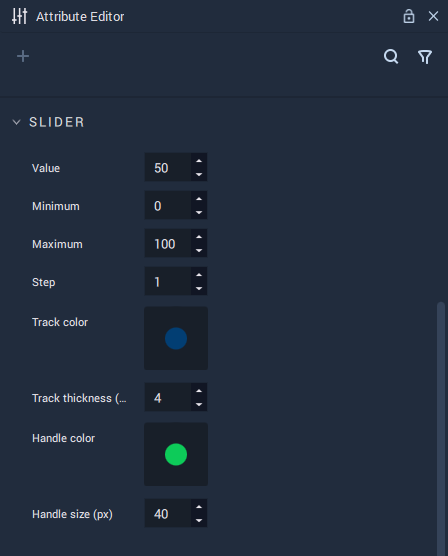 Attribute Editor
SLIDER
Value 50
Minimum 0
Maximum 100
Step 1
Track color
Track thickness (... 4
Handle color
Handle size (px) 40